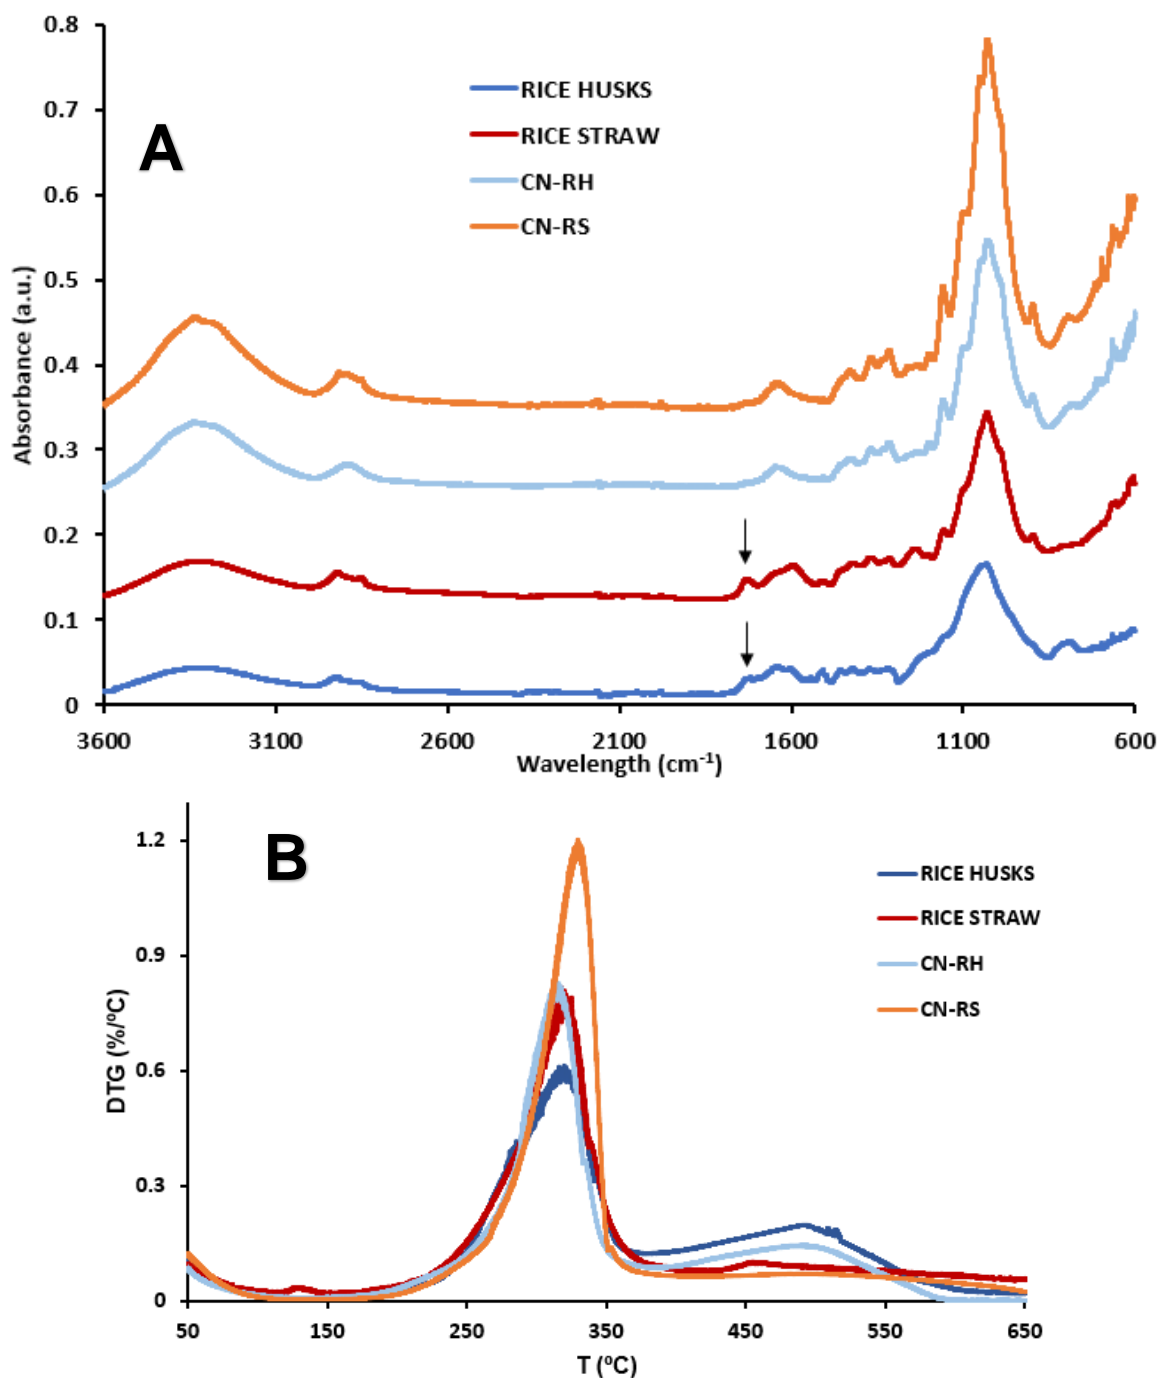 0.8
0.7
0.6
0.5
0.4
0.3
0.2
0.1
0
Absorbance (a.u.)
A
RICE HUSKS
RICE STRAW
CN-RH
CN-RS
3600 3100 2600 2100 1600 1100 600
Wavelength (cm-1)
B
1.2
0.9
0.6
0.3
0
DTG (%/ºC)
RICE HUSKS
RICE STRAW
CN-RH
CN-RS
50 150 250 350 450 550 650
T (ºC)